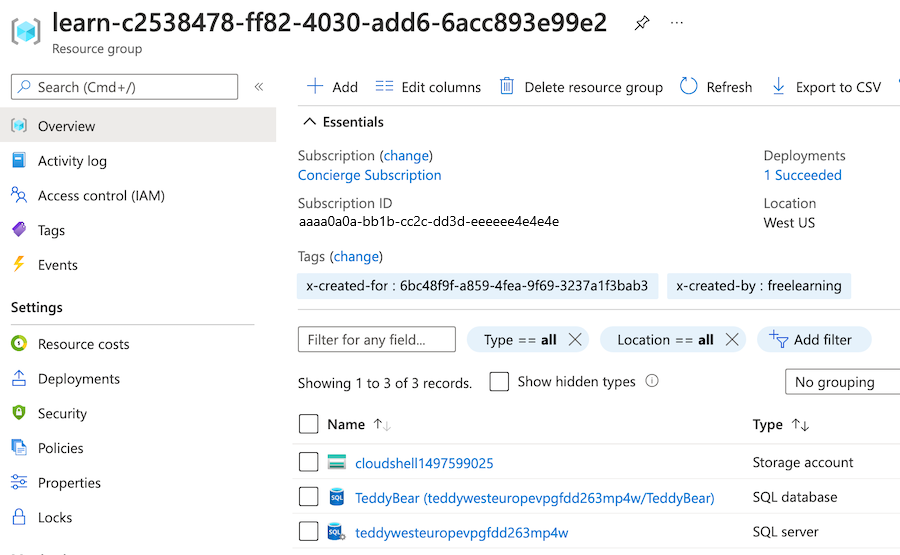 learn-c2538478-ff82-4030-add6-6acc893e99e2
Resource group
Search (Cmd+/)
«
Overview
Activity log
Access control (IAM)
Tags
Events
Settings
Resource costs
Deployments
Security
Policies
Properties
Locks
Add
Edit columns
Delete resource group
Refresh
Export to CSV
Essentials
Subscription (change)
Concierge Subscription
Subscription ID
aaaa0a0a-bb1b-cc2c-dd3d-eeeeee4e4e4e
Deployments
1 Succeeded
Location
West US
Tags (change)
x-created-for : 6bc48f9f-a859-4fea-9f69-3237a1f3bab3 x-created-by : freelearning
Filter for any field... Type == all Location == all Add filter
Showing 1 to 3 of 3 records. Show hidden types No grouping
Name Type
cloudshell1497599025 Storage account
TeddyBear (teddywesteuropevpgfdd263mp4w/TeddyBear) SQL database
teddywesteuropevpgfdd263mp4w SQL server